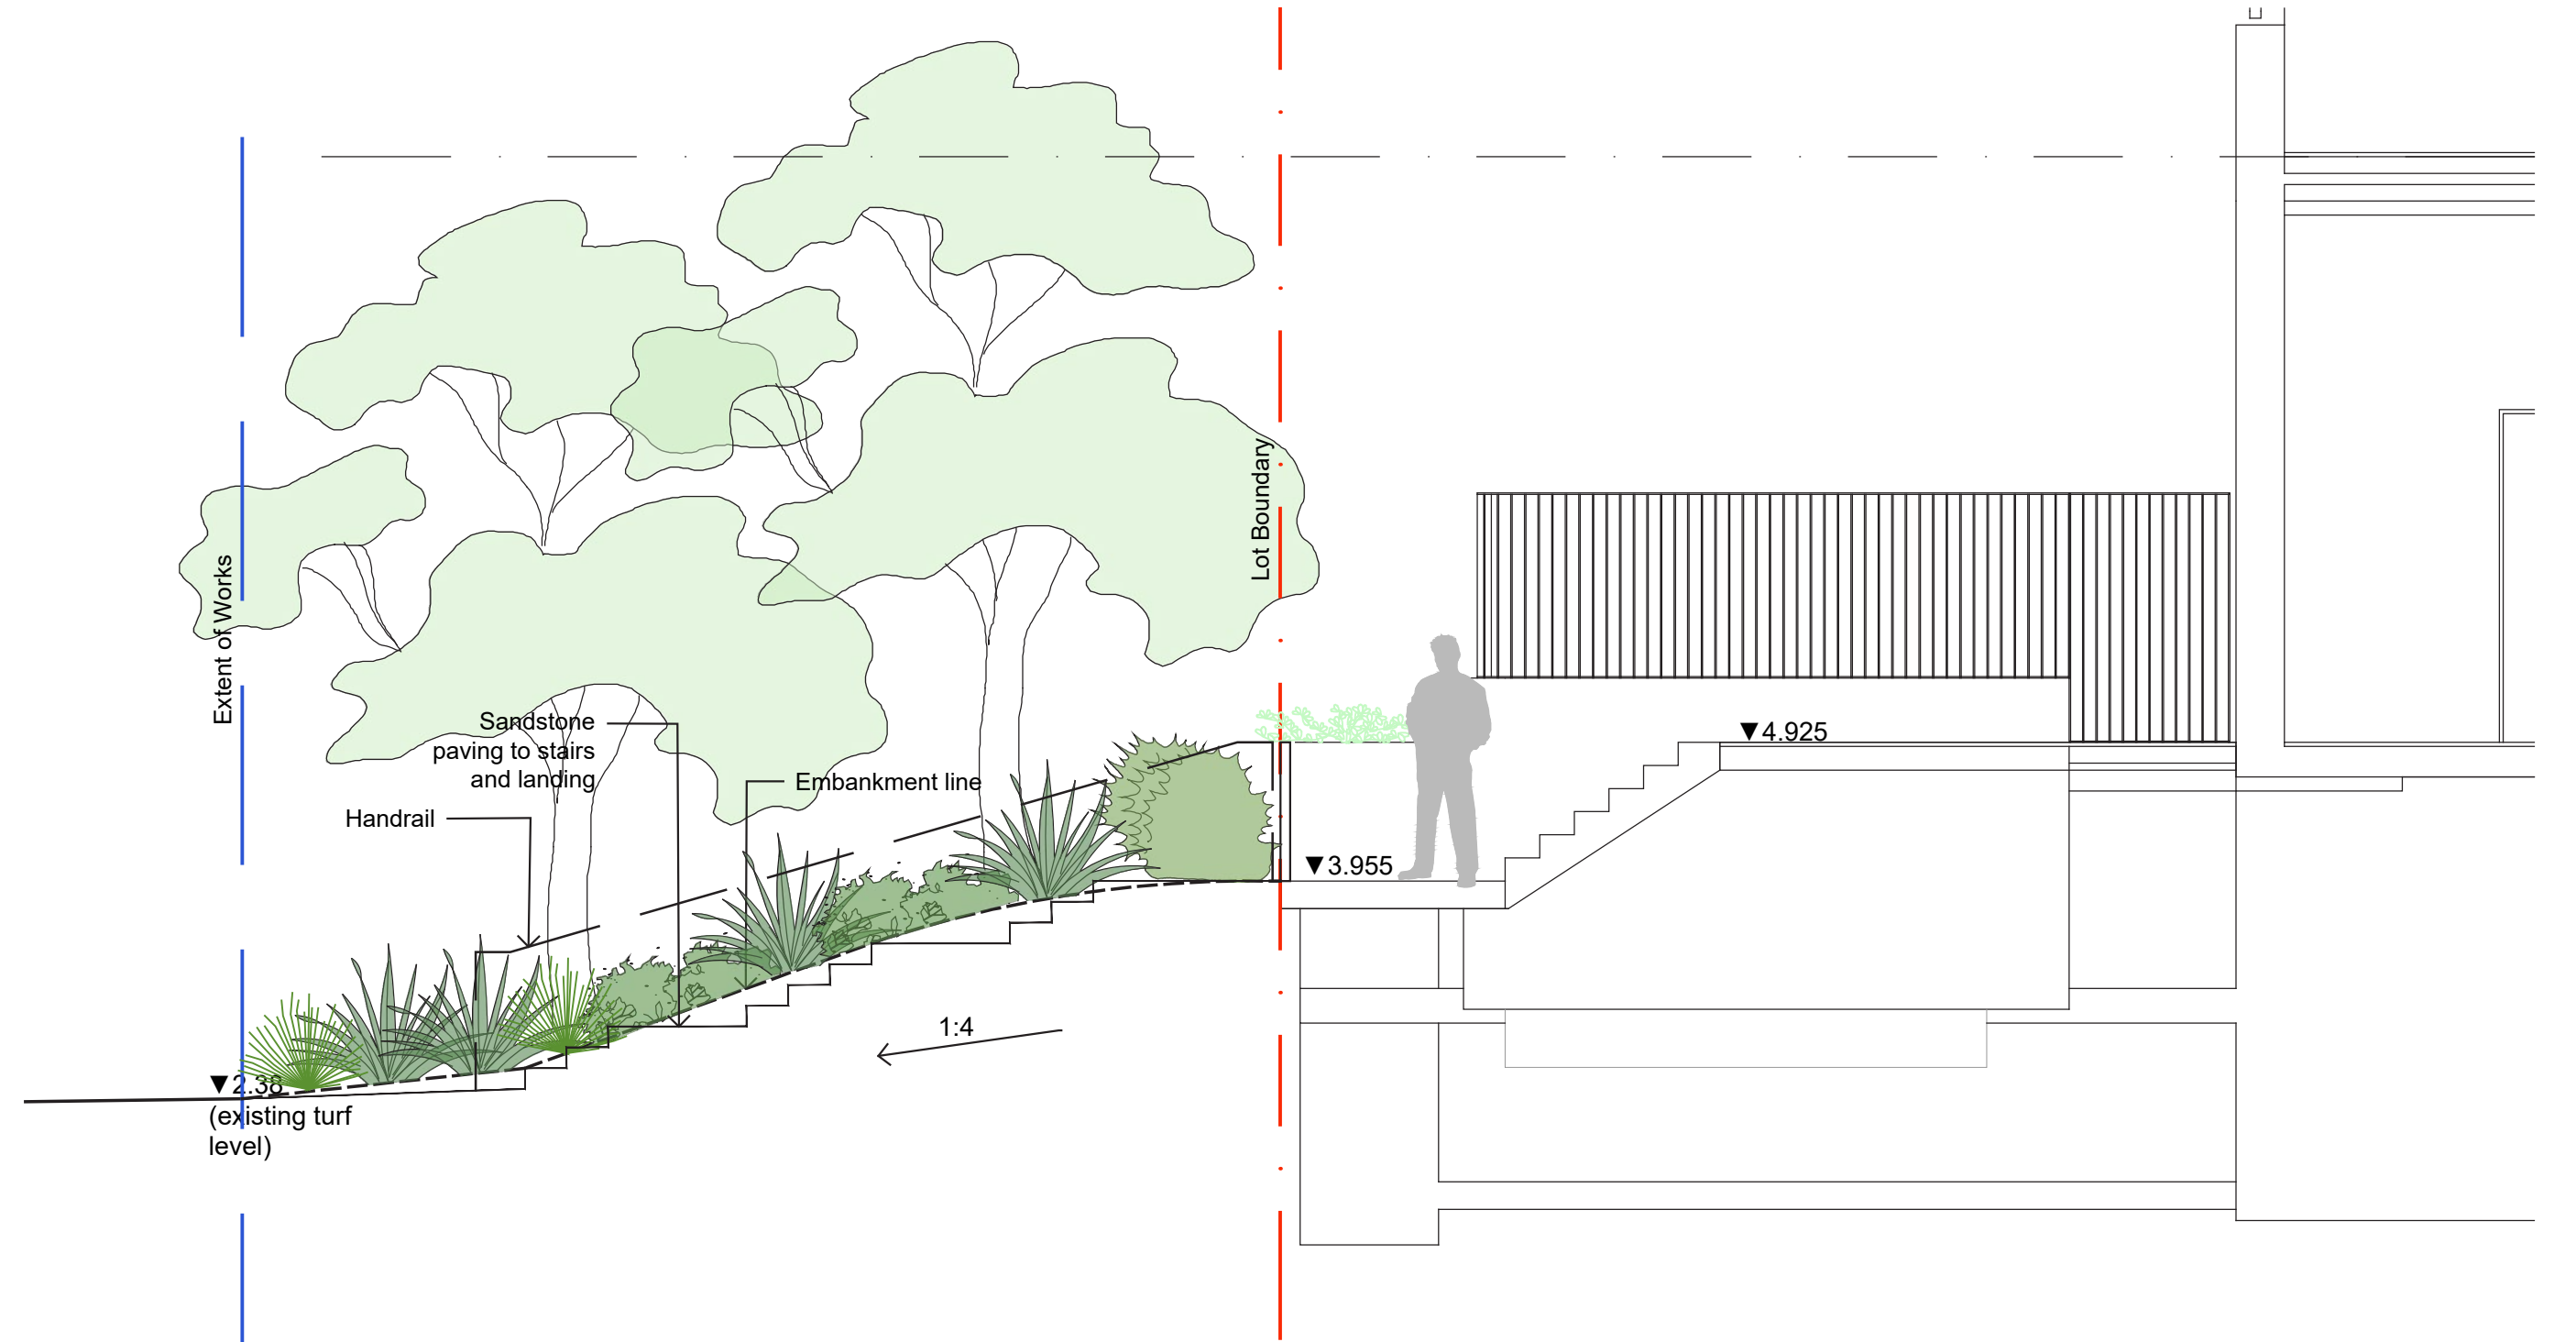 Extent of Works
Lot Boundary
Sandstone
paving to stairs
and landing
Embankment line
Handrail
▼4.925
▼3.955
1:4
▼2.38
(existing turf
level)